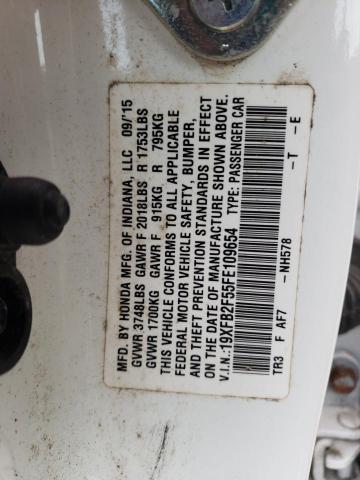 MFD. BY HONDA MFG. OF INDIANA, LLC 09/'15
GVWR 3748LBS GAWR F 2018LBS R 1753LBS
GVWR 1700KG GAWR F 915KG R 795KG
THIS VEHICLE CONFORMS TO ALL APPLICABLE
FEDERAL MOTOR VEHICLE SAFETY, BUMPER,
AND THEFT PREVENTION STANDARDS IN EFFECT
ON THE DATE OF MANUFACTURE SHOWN ABOVE.
V.I.N.:19XFB2F55FE109654 TYPE: PASSENGER CAR
TR3 F AF7 -NH578 -T -E